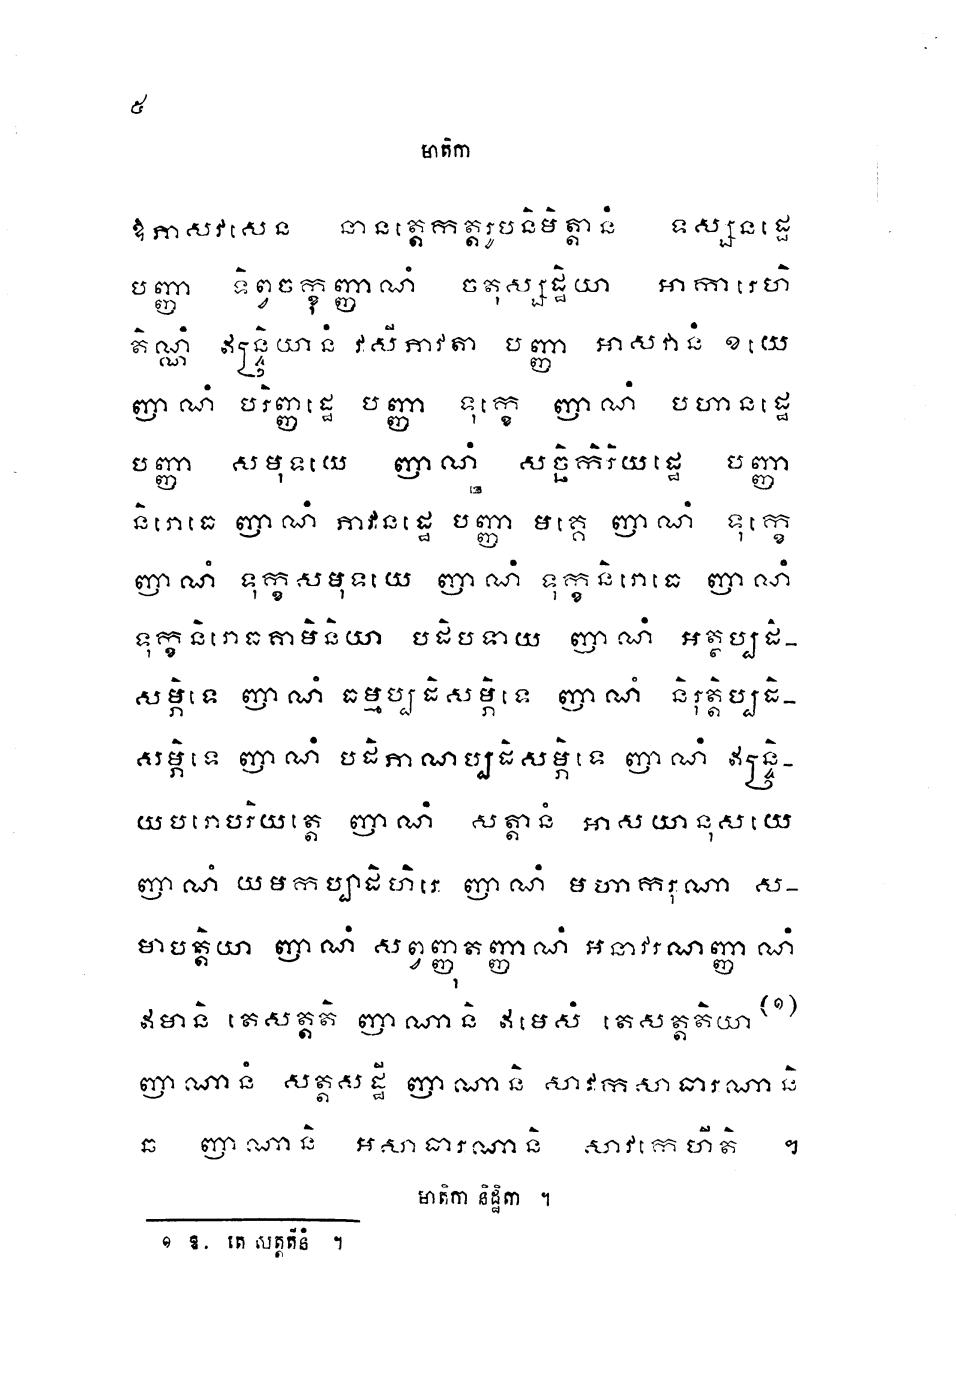 ៥
មាតិកា
ឱភាសវសេន នានត្តេកត្តរូបនិមិត្តានំ ទស្សនដ្ឋេ
បញ្ញា ទិព្វចក្ខុញ្ញាណំ ចតុស្សដ្ឋិយា អាការេហិ
តិណ្ណំ ឥន្ទ្រិយានំ វសីភាវតា បញ្ញា អាសវានំ ខយេ
ញាណំ បរិញ្ញដ្ឋេ បញ្ញា ទុក្ខេ ញាណំ បហានដ្ឋេ
បញ្ញា សមុទយេ ញាណំ សច្ឆិកិរិយដ្ឋេ បញ្ញា
និរោធេ ញាណំ ភាវនដ្ឋេ បញ្ញា មគ្គេ ញាណំ ទុក្ខេ
ញាណំ ទុក្ខសមុទយេ ញាណំ ទុក្ខនិរោធេ ញាណំ
ទុក្ខនិរោធគាមិនិយា បដិបទាយ ញាណំ អត្ថប្បដិ-
សម្ភិទេ ញាណំ ធម្មប្បដិសម្ភិទេ ញាណំ និរុត្តិប្បដិ-
សម្ភិទេ ញាណំ បដិភាណប្បដិសម្ភិទេ ញាណំ ឥន្ទ្រិ-
យបរោបរិយត្តេ ញាណំ សត្តានំ អាសយានុសយេ
ញាណំ យមកប្បាដិហិរេ ញាណំ មហាករុណា ស-
មាបត្តិយា ញាណំ សព្វញ្ញុតញ្ញាណំ អនាវរណញ្ញាណំ
ឥមានិ តេសត្តតិ ញាណានិ ឥមេសំ តេសត្តតិយា (១)
ញាណានំ សត្តសដ្ឋី ញាណានិ សាវកសាធារណានិ
ឆ ញាណានិ អសាធារណានិ សាវកេហីតិ ។
មាតិកា និដ្ឋិតា ។
១ ឱ. តេ សត្តតីនំ ។